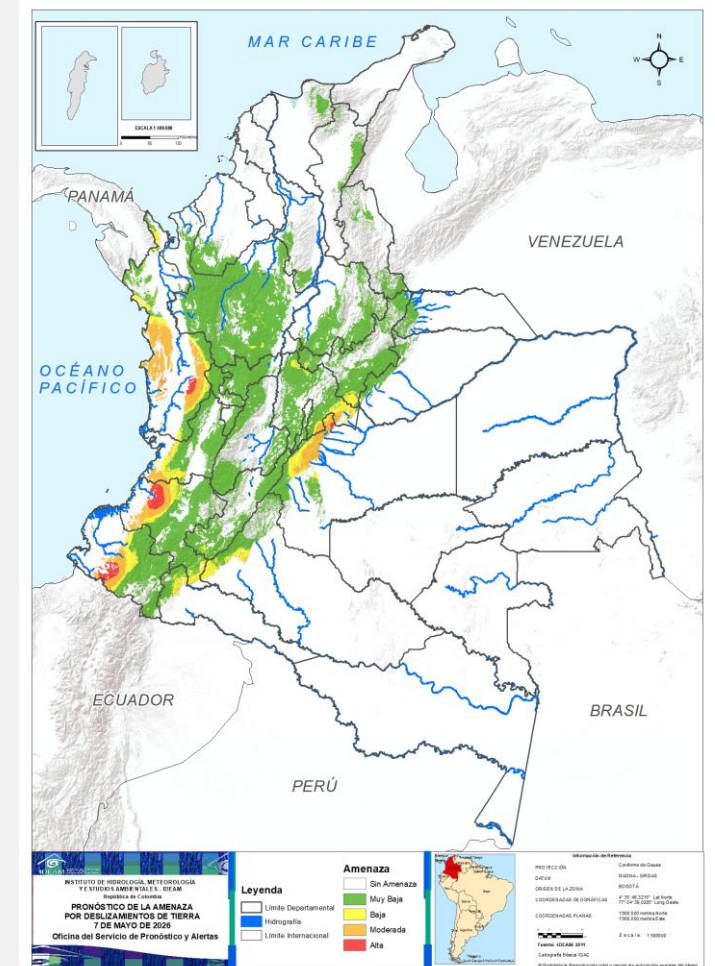 MAR CARIBE
N
W
E
S
PANAMÁ
VENEZUELA
OCÉANO
PACÍFICO
ECUADOR
BRASIL
PERÚ
IDEAM
INSTITUTO DE HIDROLOGÍA, METEOROLOGÍA
Y ESTUDIOS AMBIENTALES - IDEAM
República de Colombia
PRONÓSTICO DE LA AMENAZA
POR DESLIZAMIENTOS DE TIERRA
7 DE MAYO DE 2026
Oficina del Servicio de Pronóstico y Alertas
Leyenda
Límite Departamental
Hidrografía
Límite Internacional
Amenaza
Sin Amenaza
Muy Baja
Baja
Moderada
Alta
Información de Referencia
PROYECCIÓN
Conforme de Gauss
DATUM
MAGNA - SIRGAS
ORIGEN DE LA ZONA
BOGOTÁ
COORDENADAS GEOGRÁFICAS
COORDENADAS PLANAS
Escala:
Fuente: IDEAM 2011
Cartografía Básica IGAC